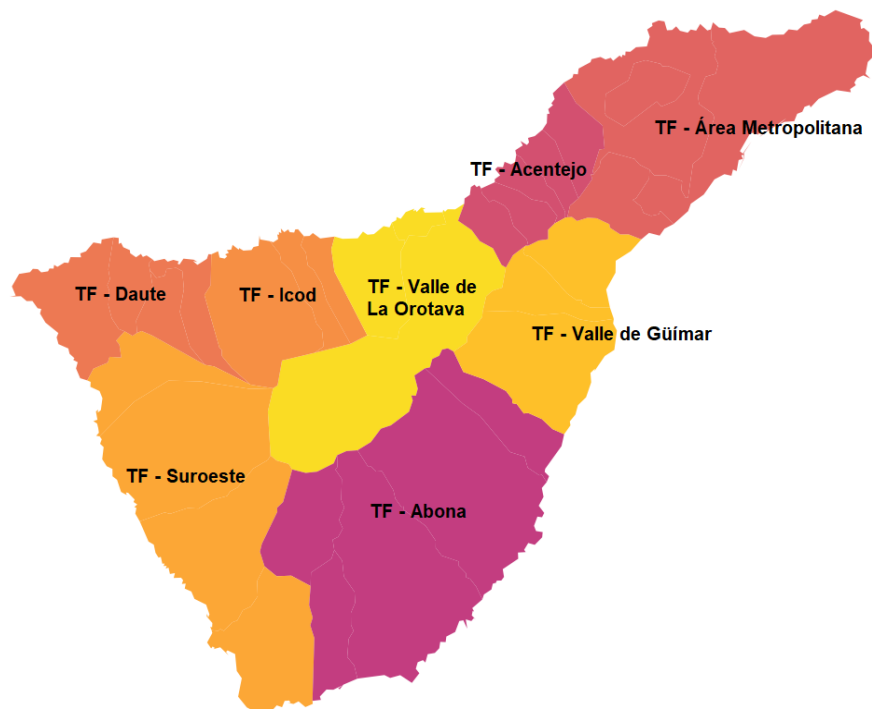 TF - Área Metropolitana
TF - Acentejo
TF - Daute
TF - Icod
TF - Valle de
La Orotava
TF - Valle de Güímar
TF - Suroeste
TF - Abona